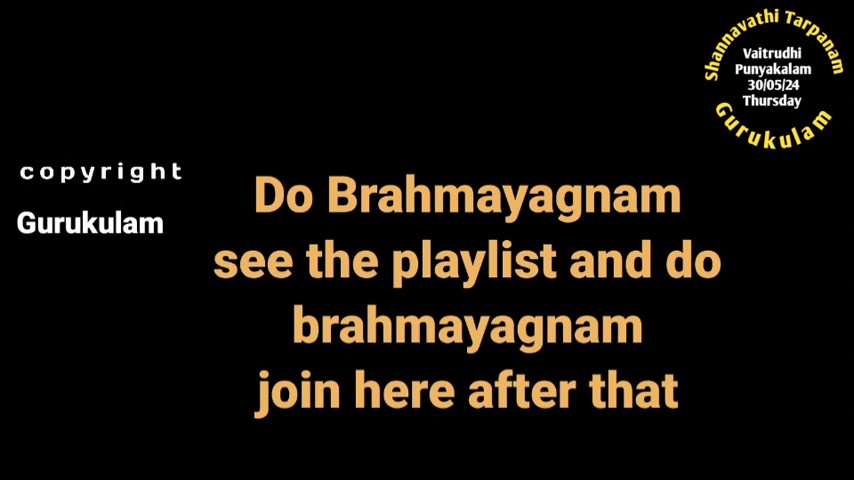 Shannavathi Tarpanam
Vaitrudhi
Punyakalam
30/05/24
Thursday
Gurukulam
copyright
Gurukulam
Do Brahmayagnam
see the playlist and do
brahmayagnam
join here after that